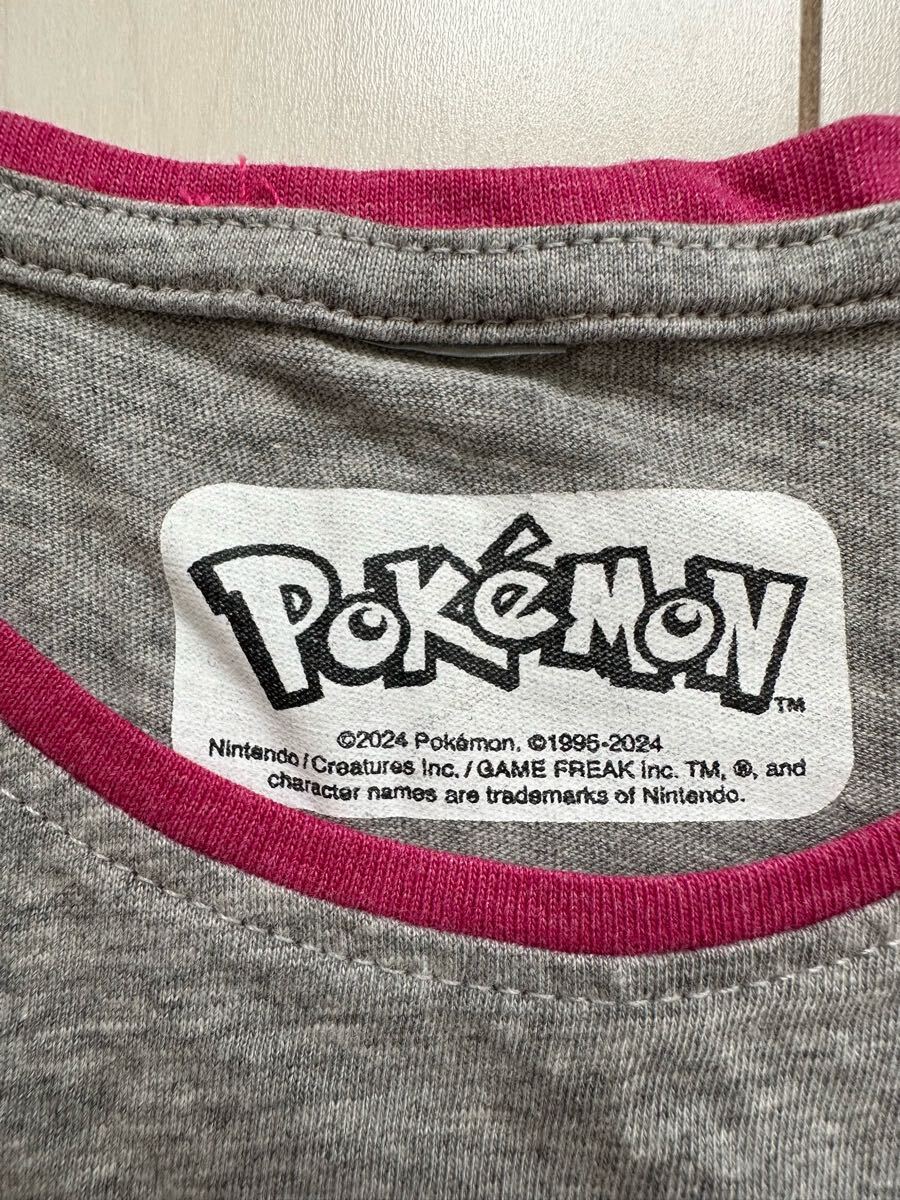 POKéMON
TM
©2024 Pokémon. ©1995-2024
Nintendo/Creatures Inc./GAME FREAK inc. TM, ®, and
character names are trademarks of Nintendo.